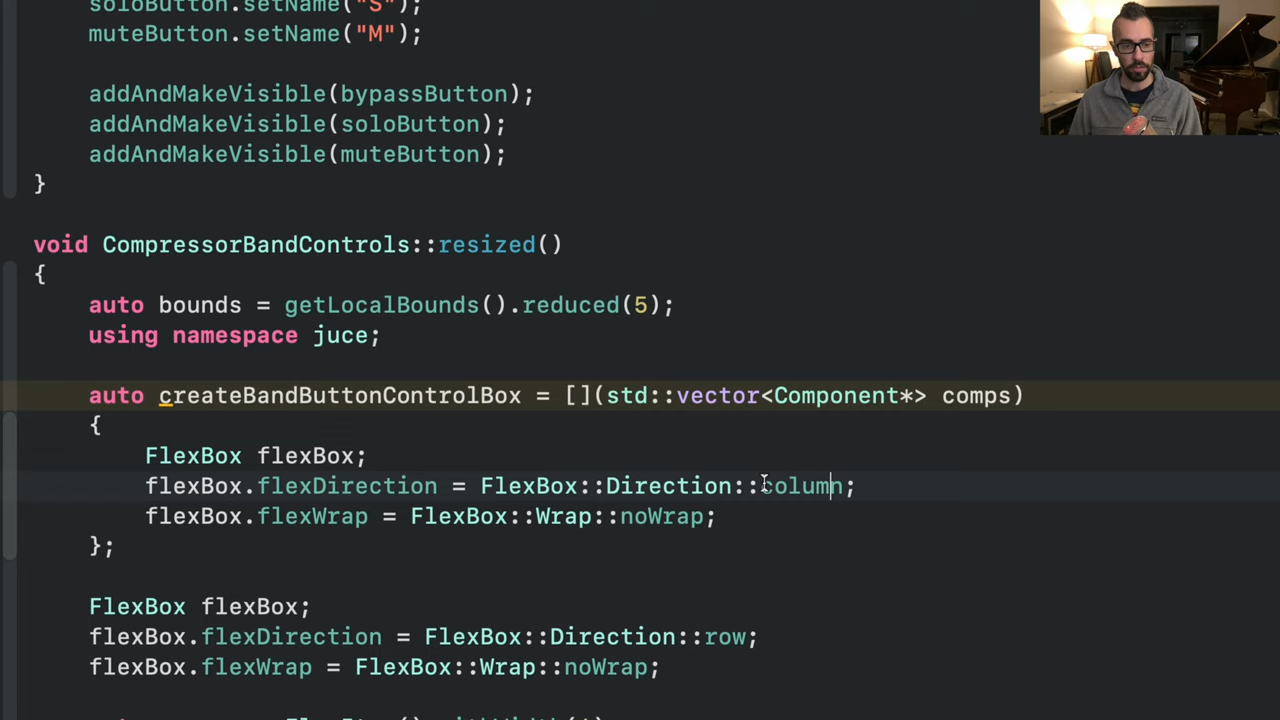 soloButton.setName("S");
muteButton.setName("M");
addAndMakeVisible(bypassButton);
addAndMakeVisible(soloButton);
addAndMakeVisible(muteButton);
}
void CompressorBandControls::resized()
{
auto bounds = getLocalBounds().reduced(5);
using namespace juce;
auto createBandButtonControlBox = [](std::vector<Component*> comps)
{
FlexBox flexBox;
flexBox.flexDirection = FlexBox::Direction::column;
flexBox.flexWrap = FlexBox::Wrap::noWrap;
};
FlexBox flexBox;
flexBox.flexDirection = FlexBox::Direction::row;
flexBox.flexWrap = FlexBox::Wrap::noWrap;